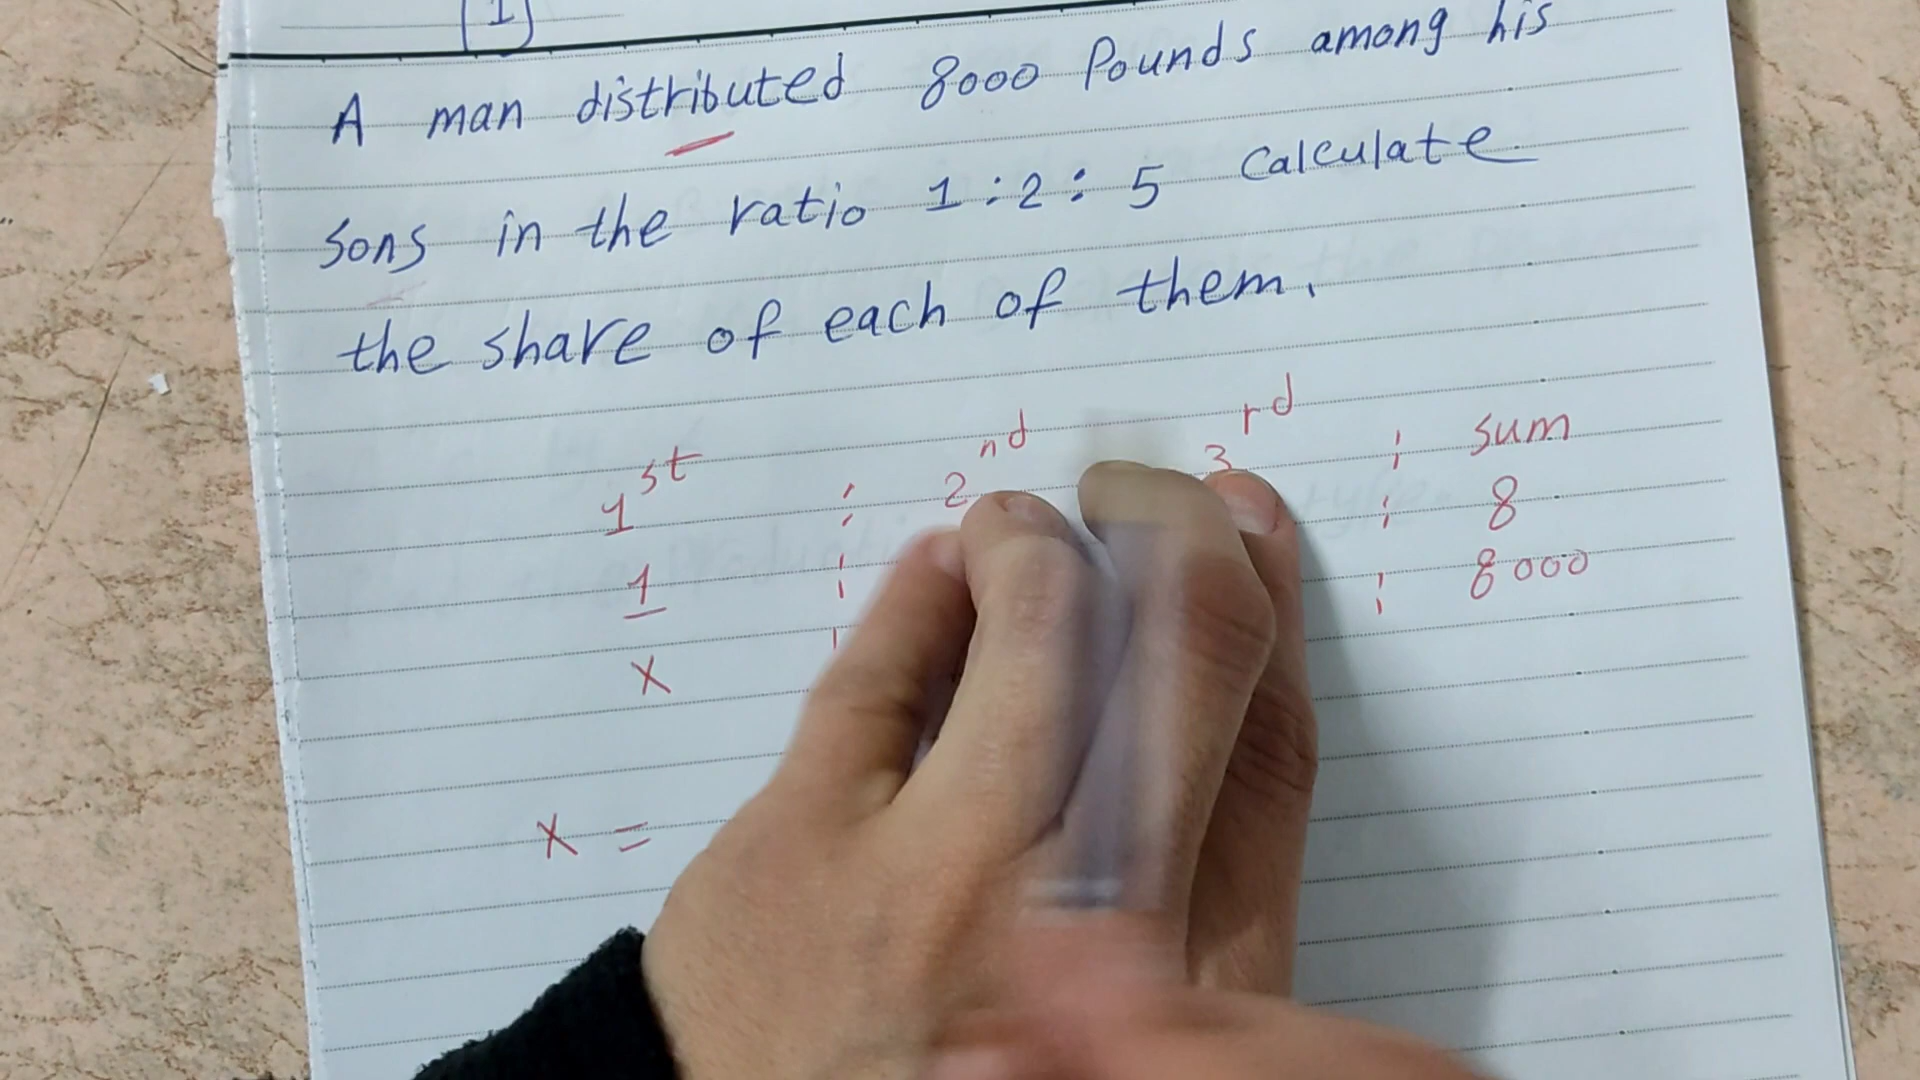 1
A man distributed 8000 Pounds among his
sons in the ratio 1 : 2 : 5 Calculate
the share of each of them.
1st : 2nd 3rd : sum
1 : : 8
X : : 8000
X =